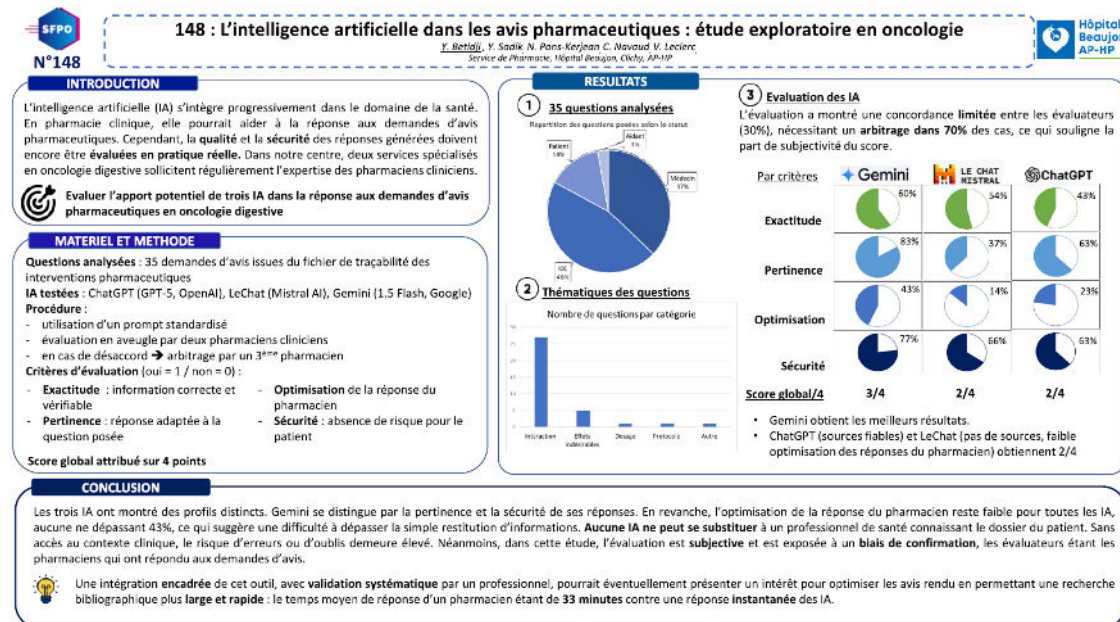 SFPO
N°148
148 : L'intelligence artificielle dans les avis pharmaceutiques : étude exploratoire en oncologie
Y. Betidji, Y. Sadik N. Pons-Kerjean C. Navaud V. Leclerc
Service de Pharmacie, Hôpital Beaujon, Clichy, AP-HP
Hôpital
Beaujon
AP-HP
INTRODUCTION
L'intelligence artificielle (IA) s'intègre progressivement dans le domaine de la santé.
En pharmacie clinique, elle pourrait aider à la réponse aux demandes d'avis
pharmaceutiques. Cependant, la qualité et la sécurité des réponses générées doivent
encore être évaluées en pratique réelle. Dans notre centre, deux services spécialisés
en oncologie digestive sollicitent régulièrement l'expertise des pharmaciens cliniciens.
Evaluer l'apport potentiel de trois IA dans la réponse aux demandes d'avis
pharmaceutiques en oncologie digestive
MATERIEL ET METHODE
Questions analysées : 35 demandes d'avis issues du fichier de traçabilité des
interventions pharmaceutiques
IA testées : ChatGPT (GPT-5, OpenAI), LeChat (Mistral AI), Gemini (1.5 Flash, Google)
Procédure :
- utilisation d'un prompt standardisé
- évaluation en aveugle par deux pharmaciens cliniciens
- en cas de désaccord ➔ arbitrage par un 3ème pharmacien
Critères d'évaluation (oui = 1 / non = 0) :
- Exactitude : information correcte et
vérifiable
- Pertinence : réponse adaptée à la
question posée
- Optimisation de la réponse du
pharmacien
- Sécurité : absence de risque pour le
patient
Score global attribué sur 4 points
RESULTATS
1 35 questions analysées
Répartition des questions posées selon le statut
Aidant
3%
Patient
14%
Médecin
37%
IDE
46%
2 Thématiques des questions
Nombre de questions par catégorie
30
25
20
15
10
5
0
Interaction
Effets
indésirables
Dosage
Protocole
Autre
3 Evaluation des IA
L'évaluation a montré une concordance limitée entre les évaluateurs
(30%), nécessitant un arbitrage dans 70% des cas, ce qui souligne la
part de subjectivité du score.
Par critères
Gemini
LE CHAT
MISTRAL
ChatGPT
Exactitude
60%
54%
43%
Pertinence
83%
37%
63%
Optimisation
43%
14%
23%
Sécurité
77%
66%
63%
Score global/4
3/4
2/4
2/4
• Gemini obtient les meilleurs résultats.
• ChatGPT (sources fiables) et LeChat (pas de sources, faible
optimisation des réponses du pharmacien) obtiennent 2/4
CONCLUSION
Les trois IA ont montré des profils distincts. Gemini se distingue par la pertinence et la sécurité de ses réponses. En revanche, l'optimisation de la réponse du pharmacien reste faible pour toutes les IA,
aucune ne dépassant 43%, ce qui suggère une difficulté à dépasser la simple restitution d'informations. Aucune IA ne peut se substituer à un professionnel de santé connaissant le dossier du patient. Sans
accès au contexte clinique, le risque d'erreurs ou d'oublis demeure élevé. Néanmoins, dans cette étude, l'évaluation est subjective et est exposée à un biais de confirmation, les évaluateurs étant les
pharmaciens qui ont répondu aux demandes d'avis.
Une intégration encadrée de cet outil, avec validation systématique par un professionnel, pourrait éventuellement présenter un intérêt pour optimiser les avis rendu en permettant une recherche
bibliographique plus large et rapide : le temps moyen de réponse d'un pharmacien étant de 33 minutes contre une réponse instantanée des IA.